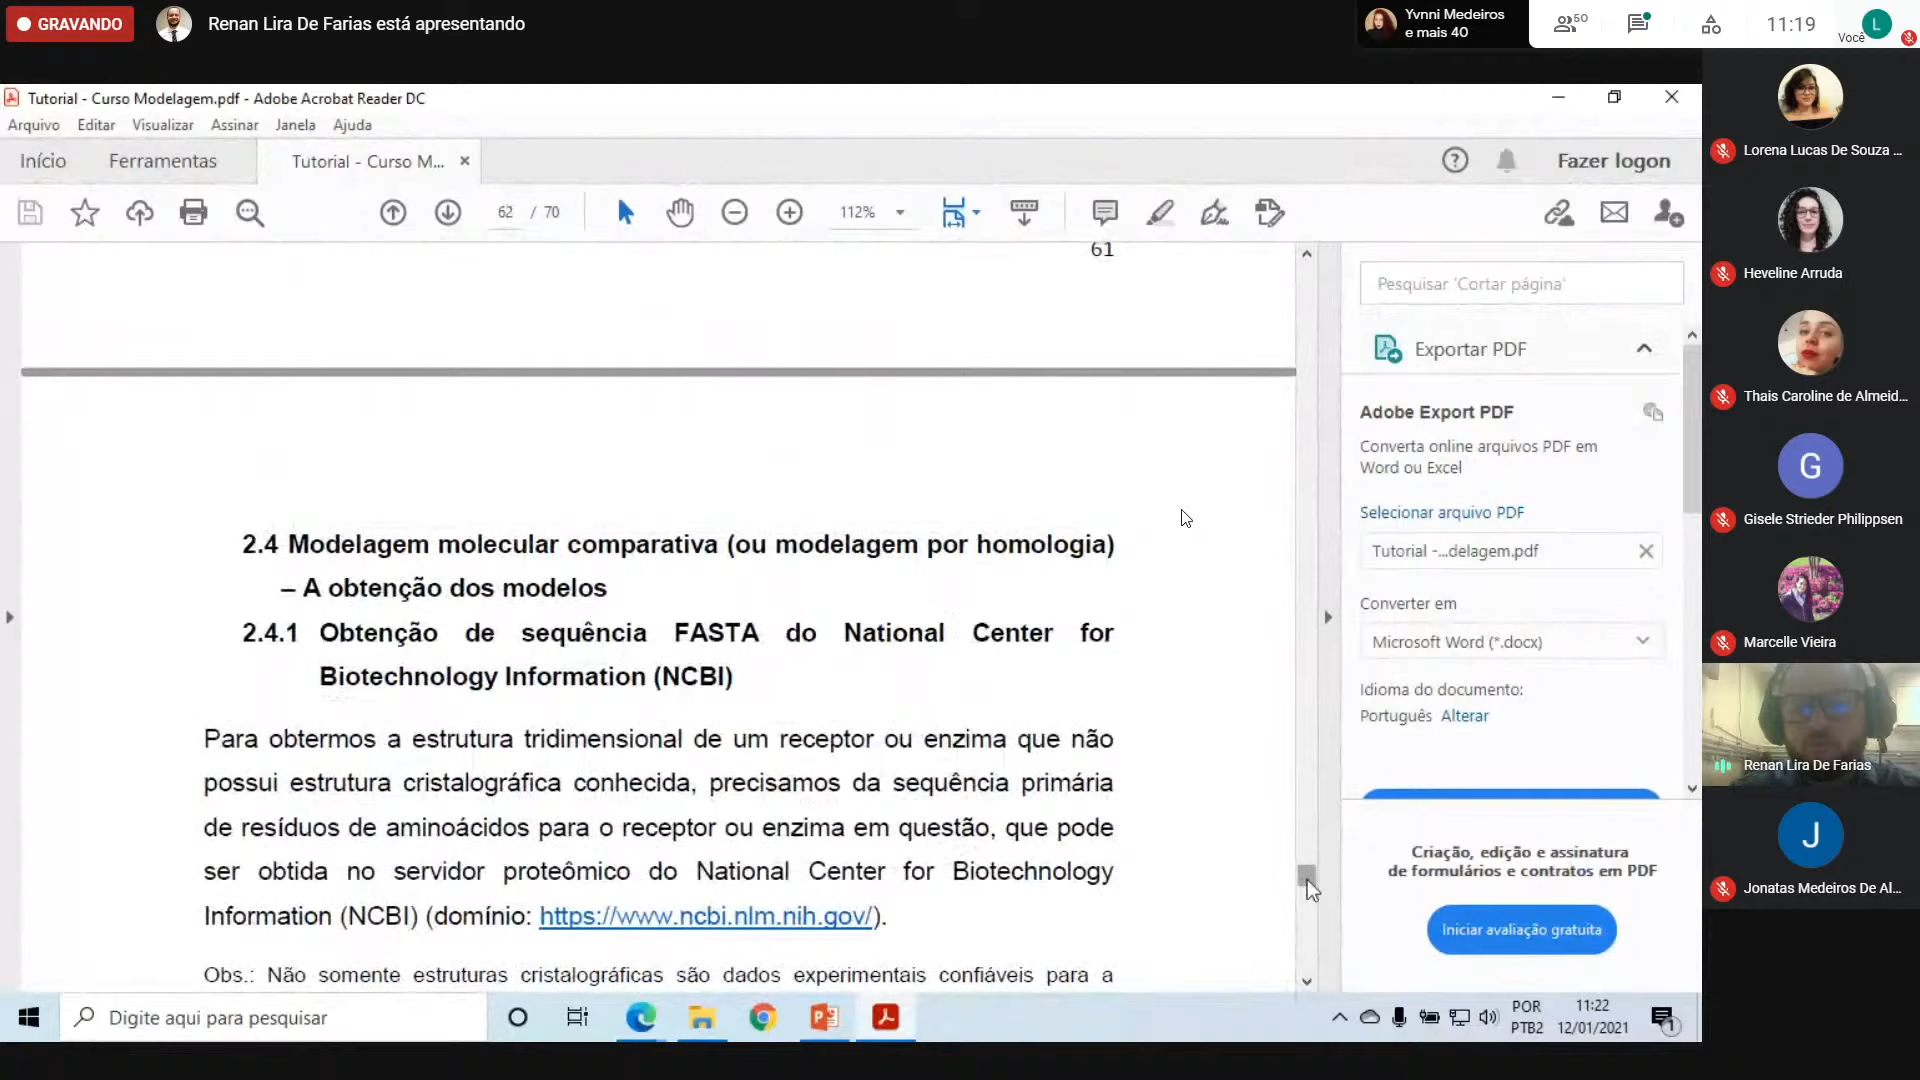 GRAVANDO
Renan Lira De Farias está apresentando
Yvnni Medeiros
e mais 40
50
11:19
Você
L
Tutorial - Curso Modelagem.pdf - Adobe Acrobat Reader DC
Arquivo Editar Visualizar Assinar Janela Ajuda
Início Ferramentas Tutorial - Curso M... Fazer logon
62 / 70 112%
61
2.4 Modelagem molecular comparativa (ou modelagem por homologia)
– A obtenção dos modelos
2.4.1 Obtenção de sequência FASTA do National Center for
Biotechnology Information (NCBI)
Para obtermos a estrutura tridimensional de um receptor ou enzima que não
possui estrutura cristalográfica conhecida, precisamos da sequência primária
de resíduos de aminoácidos para o receptor ou enzima em questão, que pode
ser obtida no servidor proteômico do National Center for Biotechnology
Information (NCBI) (domínio: https://www.ncbi.nlm.nih.gov/).
Obs.: Não somente estruturas cristalográficas são dados experimentais confiáveis para a
Pesquisar 'Cortar página'
Exportar PDF
Adobe Export PDF
Converta online arquivos PDF em
Word ou Excel
Selecionar arquivo PDF
Tutorial -...delagem.pdf
Converter em
Microsoft Word (*.docx)
Idioma do documento:
Português Alterar
Criação, edição e assinatura
de formulários e contratos em PDF
Iniciar avaliação gratuita
Lorena Lucas De Souza ...
Heveline Arruda
Thais Caroline de Almeid...
G
Gisele Strieder Philippsen
Marcelle Vieira
Renan Lira De Farias
J
Jonatas Medeiros De Al...
Digite aqui para pesquisar
POR
PTB2
11:22
12/01/2021
1